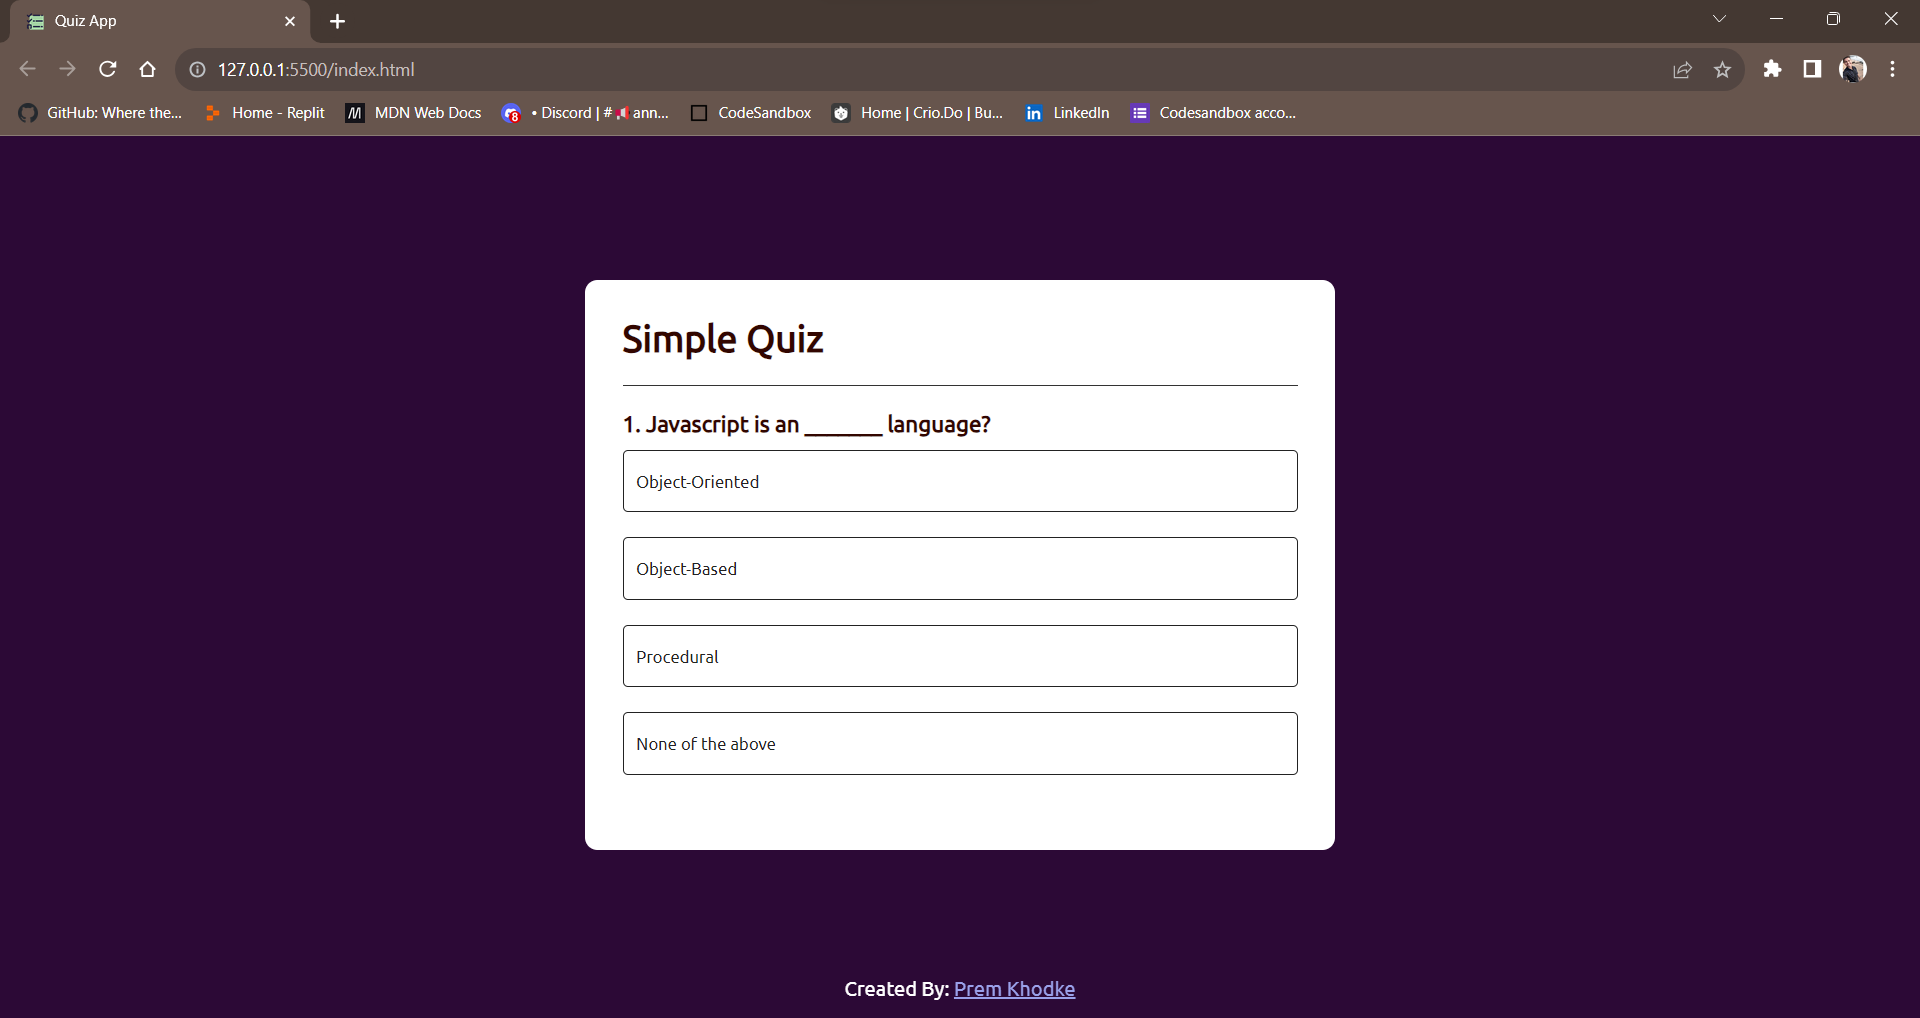 Quiz App
127.0.0.1:5500/index.html
GitHub: Where the... Home - Replit MDN Web Docs 8 • Discord | #📢 ann... CodeSandbox Home | Crio.Do | Bu... in LinkedIn Codesandbox acco...
Simple Quiz
1. Javascript is an _______ language?
Object-Oriented
Object-Based
Procedural
None of the above
Created By: Prem Khodke